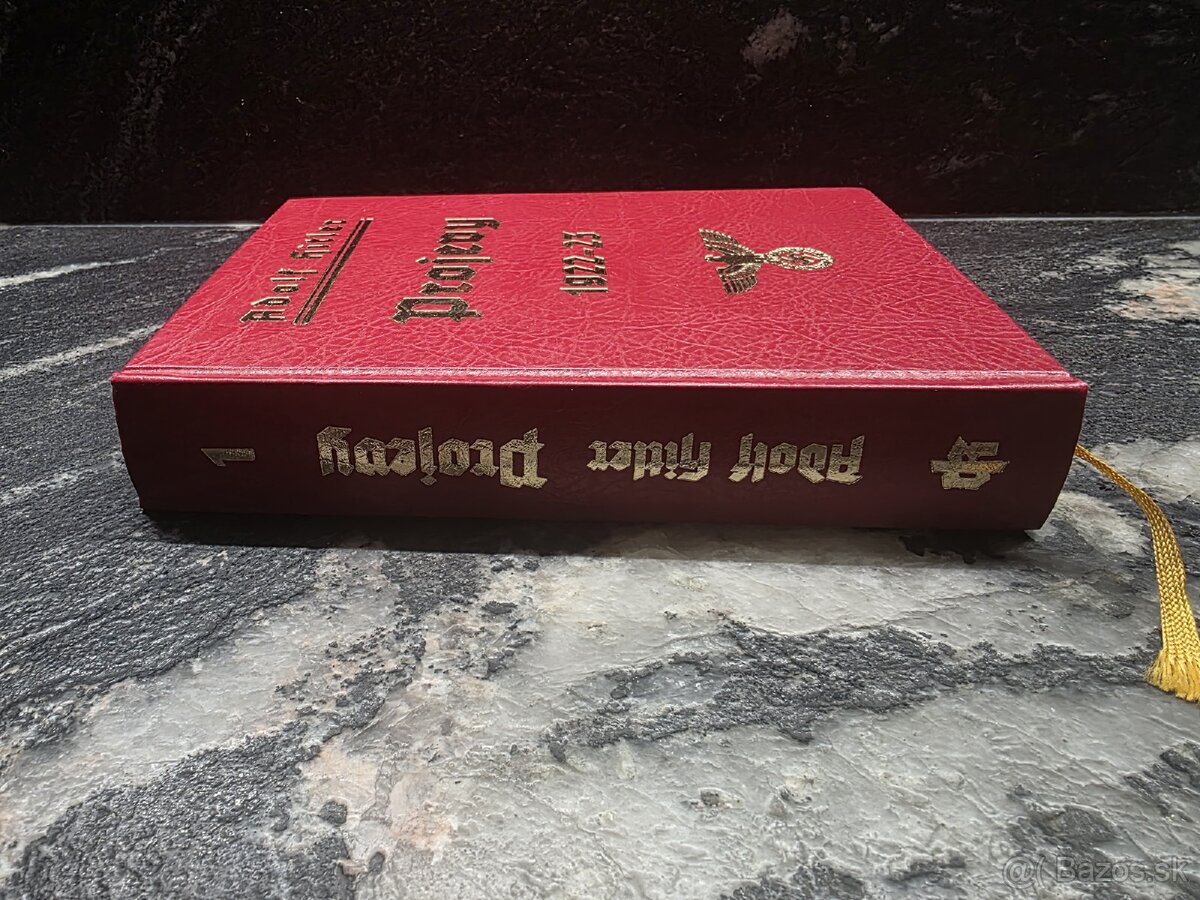 Adolf Hitler
Projevy
1922-23
Adolf Hitler Projevy 1
@( Bazos.sk